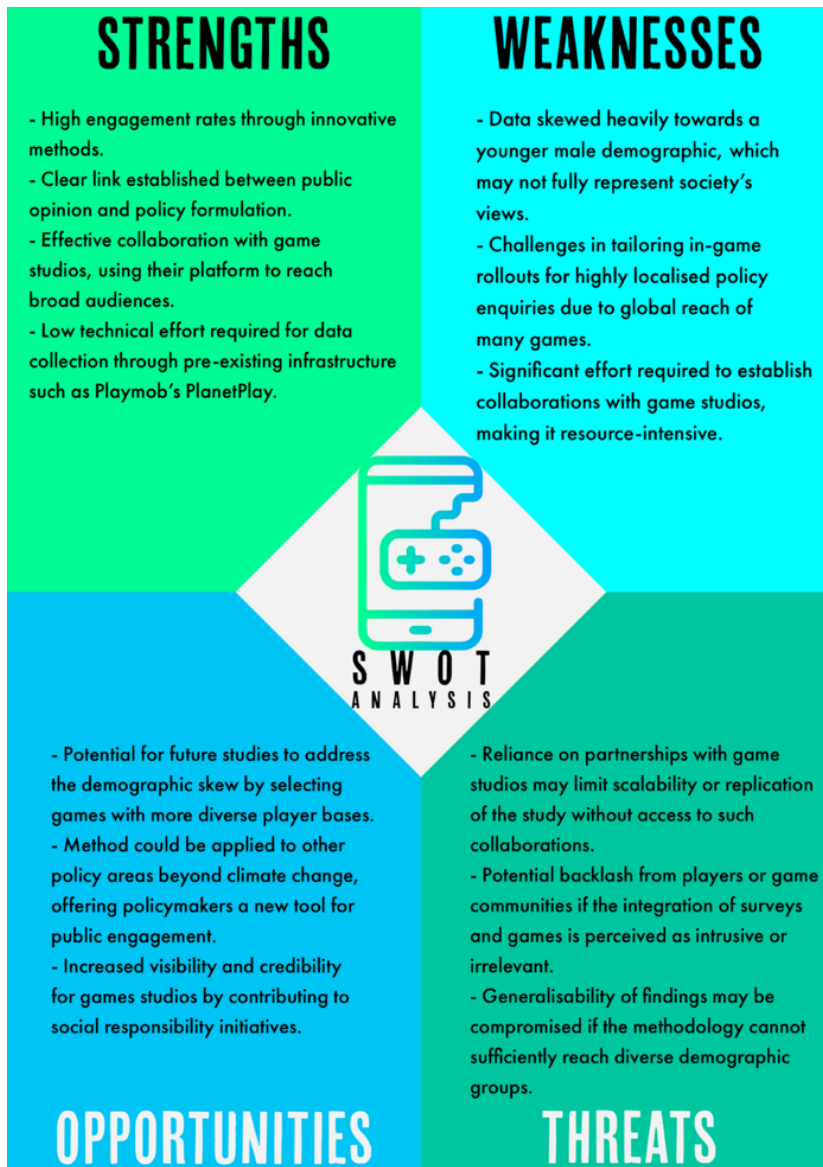 STRENGTHS
- High engagement rates through innovative
methods.
- Clear link established between public
opinion and policy formulation.
- Effective collaboration with game
studios, using their platform to reach
broad audiences.
- Low technical effort required for data
collection through pre-existing infrastructure
such as Playmob’s PlanetPlay.
WEAKNESSES
- Data skewed heavily towards a
younger male demographic, which
may not fully represent society’s
views.
- Challenges in tailoring in-game
rollouts for highly localised policy
enquiries due to global reach of
many games.
- Significant effort required to establish
collaborations with game studios,
making it resource-intensive.
SWOT
ANALYSIS
- Potential for future studies to address
the demographic skew by selecting
games with more diverse player bases.
- Method could be applied to other
policy areas beyond climate change,
offering policymakers a new tool for
public engagement.
- Increased visibility and credibility
for games studios by contributing to
social responsibility initiatives.
OPPORTUNITIES
- Reliance on partnerships with game
studios may limit scalability or replication
of the study without access to such
collaborations.
- Potential backlash from players or game
communities if the integration of surveys
and games is perceived as intrusive or
irrelevant.
- Generalisability of findings may be
compromised if the methodology cannot
sufficiently reach diverse demographic
groups.
THREATS